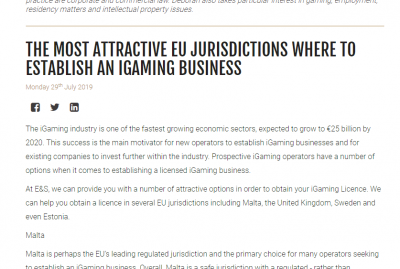 practice are corporate and commercial law. Deborah also takes particular interest in gaming, employment,
residency matters and intellectual property issues.
THE MOST ATTRACTIVE EU JURISDICTIONS WHERE TO
ESTABLISH AN IGAMING BUSINESS
Monday 29th July 2019
The iGaming industry is one of the fastest growing economic sectors, expected to grow to €25 billion by
2020. This success is the main motivator for new operators to establish iGaming businesses and for
existing companies to invest further within the industry. Prospective iGaming operators have a number of
options when it comes to establishing a licensed iGaming business.
At E&S, we can provide you with a number of attractive options in order to obtain your iGaming Licence. We
can help you obtain a licence in several EU jurisdictions including Malta, the United Kingdom, Sweden and
even Estonia.
Malta
Malta is perhaps the EU's leading regulated jurisdiction and the primary choice for many operators seeking
to establish an iGaming business. Overall, Malta is a safe jurisdiction with a regulated - rather than